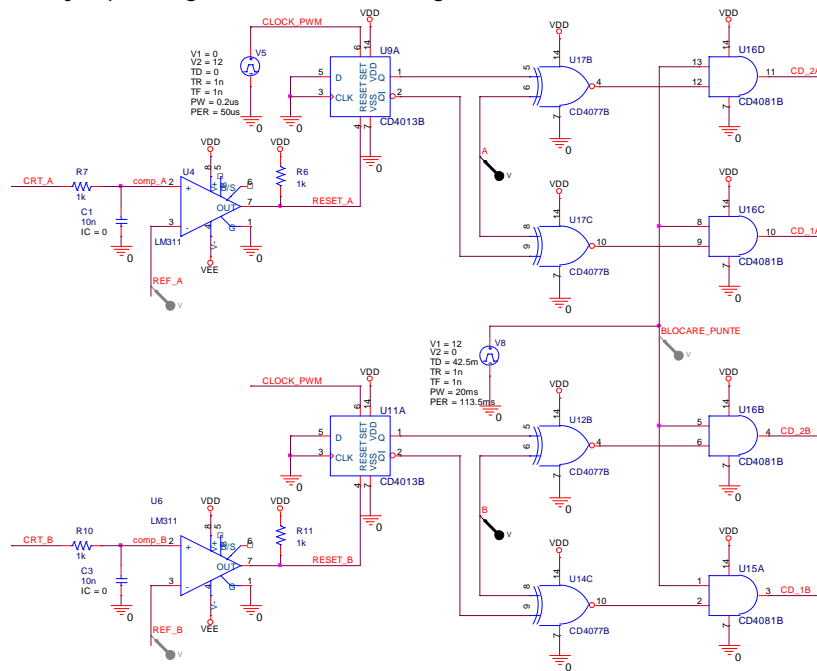 CLOCK_PWM
VDD
VDD
VDD
U9A
U17B
U16D
V1 = 0
V2 = 12
TD = 0
TR = 1n
TF = 1n
PW = 0.2us
PER = 50us
V5
6
14
14
14
5
D
SET
VDD
Q
1
5
4
13
11
CD_2A
3
CLK
RESET
VSS
QI
2
6
12
0
4
7
CD4013B
CD4077B
CD4081B
0
0
7
7
0
0
VDD
VDD
A
V
VDD
VDD
R7
U4
8
5
R6
1k
14
U17C
14
U16C
CRT_A
comp_A
2
+
V+
B/S
6
OUT
7
RESET_A
8
10
8
10
CD_1A
1k
C1
10n
IC = 0
3
-
G
1
9
9
4
V-
LM311
0
CD4077B
CD4081B
0
VEE
7
7
REF_A
V
0
0
BLOCARE_PUNTE
V1 = 12
V2 = 0
TD = 42.5m
TR = 1n
TF = 1n
PW = 20ms
PER = 113.5ms
V8
V
0
CLOCK_PWM
VDD
VDD
VDD
U11A
U12B
U16B
6
14
14
14
5
D
SET
VDD
Q
1
5
4
5
4
CD_2B
3
CLK
RESET
VSS
QI
2
6
6
4
7
CD4013B
CD4077B
CD4081B
0
0
7
7
0
0
U6
VDD
VDD
B
V
VDD
VDD
LM311
8
5
R11
1k
14
U14C
14
U15A
R10
CRT_B
comp_B
2
+
V+
B/S
6
OUT
7
RESET_B
8
10
1
3
CD_1B
1k
C3
10n
IC = 0
3
-
G
1
9
2
4
V-
0
CD4077B
CD4081B
0
VEE
7
7
REF_B
V
0
0